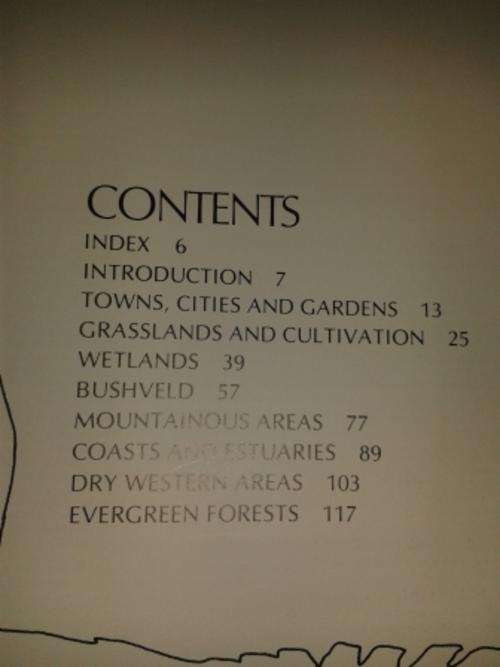 CONTENTS
INDEX 6
INTRODUCTION 7
TOWNS, CITIES AND GARDENS 13
GRASSLANDS AND CULTIVATION 25
WETLANDS 39
BUSHVELD 57
MOUNTAINOUS AREAS 77
COASTS AND ESTUARIES 89
DRY WESTERN AREAS 103
EVERGREEN FORESTS 117